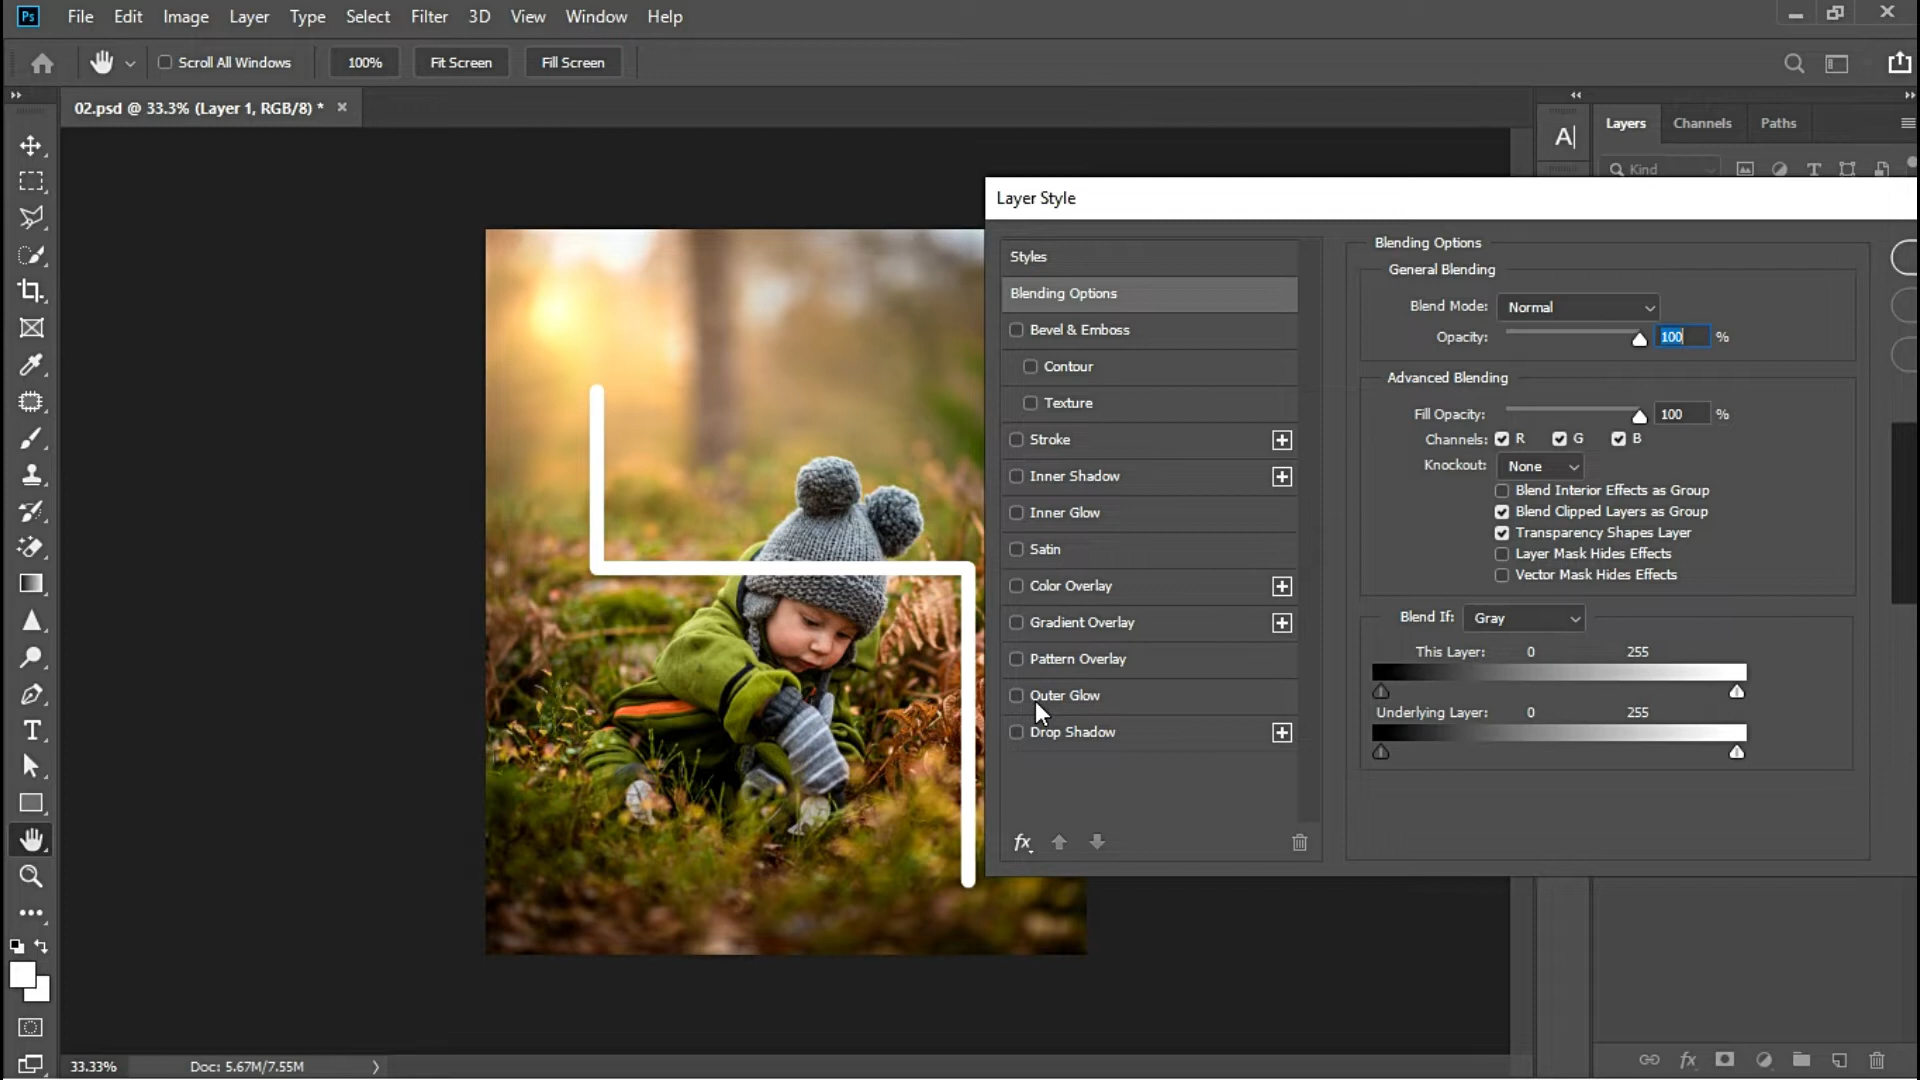 Ps File Edit Image Layer Type Select Filter 3D View Window Help
Scroll All Windows 100% Fit Screen Fill Screen
02.psd @ 33.3% (Layer 1, RGB/8) *
A
Layers Channels Paths
Kind
Layer Style
Styles
Blending Options
Bevel & Emboss
Contour
Texture
Stroke
Inner Shadow
Inner Glow
Satin
Color Overlay
Gradient Overlay
Pattern Overlay
Outer Glow
Drop Shadow
fx
Blending Options
General Blending
Blend Mode: Normal
Opacity: 100 %
Advanced Blending
Fill Opacity: 100 %
Channels: R G B
Knockout: None
Blend Interior Effects as Group
Blend Clipped Layers as Group
Transparency Shapes Layer
Layer Mask Hides Effects
Vector Mask Hides Effects
Blend If: Gray
This Layer: 0 255
Underlying Layer: 0 255
T
33.33% Doc: 5.67M/7.55M
fx